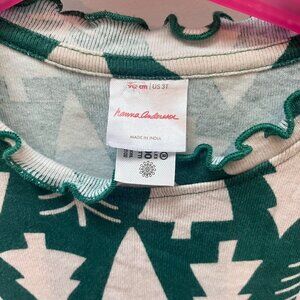 90 cm | US 3T
hanna andersson
MADE IN INDIA